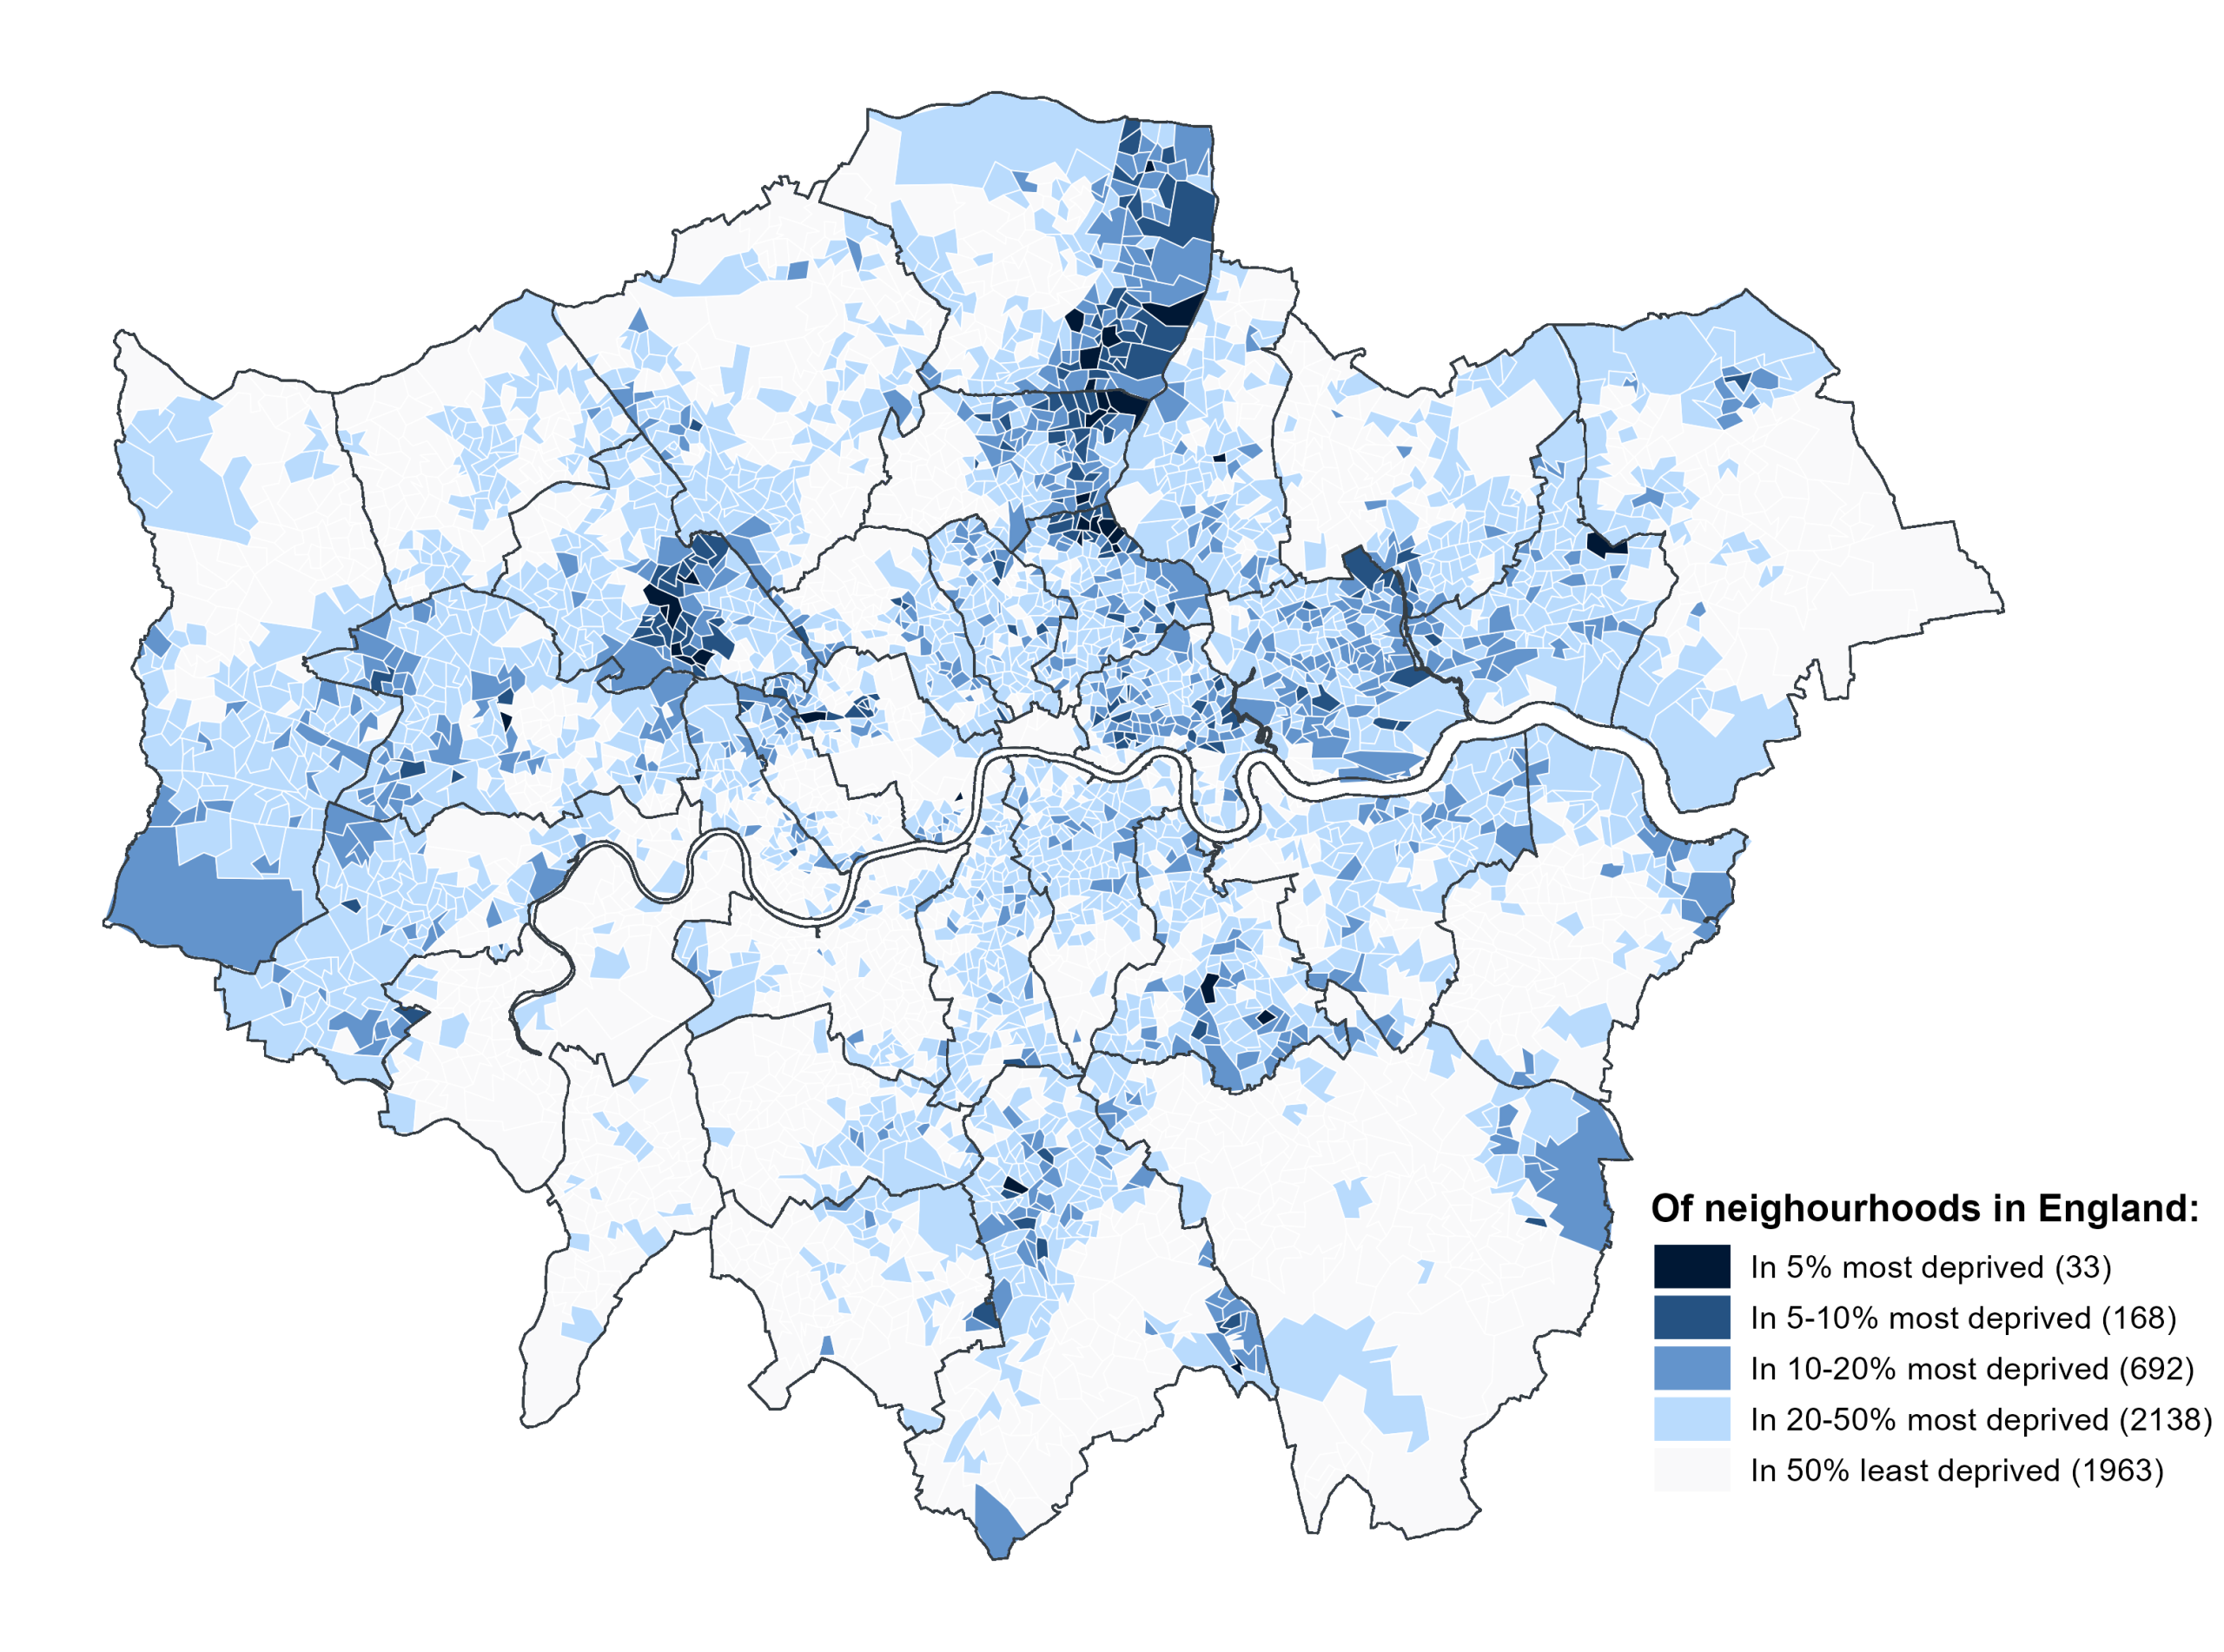 Of neighourhoods in England:
In 5% most deprived (33)
In 5-10% most deprived (168)
In 10-20% most deprived (692)
In 20-50% most deprived (2138)
In 50% least deprived (1963)